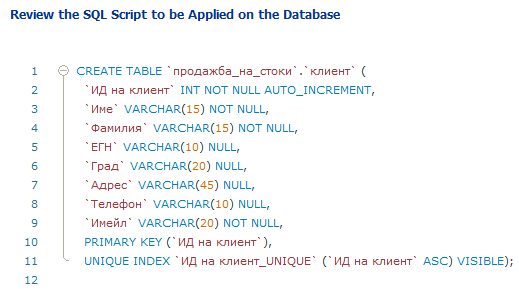 Review the SQL Script to be Applied on the Database
1 CREATE TABLE `продажба_на_стоки`.`клиент` (
2 `ИД на клиент` INT NOT NULL AUTO_INCREMENT,
3 `Име` VARCHAR(15) NOT NULL,
4 `Фамилия` VARCHAR(15) NOT NULL,
5 `ЕГН` VARCHAR(10) NULL,
6 `Град` VARCHAR(20) NULL,
7 `Адрес` VARCHAR(45) NULL,
8 `Телефон` VARCHAR(10) NULL,
9 `Имейл` VARCHAR(20) NOT NULL,
10 PRIMARY KEY (`ИД на клиент`),
11 UNIQUE INDEX `ИД на клиент_UNIQUE` (`ИД на клиент` ASC) VISIBLE);
12